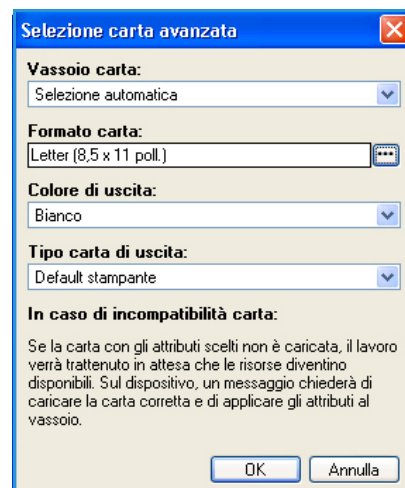 Selezione carta avanzata
Vassoio carta:
Selezione automatica
Formato carta:
Letter (8,5 x 11 poll.)
Colore di uscita:
Bianco
Tipo carta di uscita:
Default stampante
In caso di incompatibilità carta:
Se la carta con gli attributi scelti non è caricata, il lavoro
verrà trattenuto in attesa che le risorse diventino
disponibili. Sul dispositivo, un messaggio chiederà di
caricare la carta corretta e di applicare gli attributi al
vassoio.
OK
Annulla